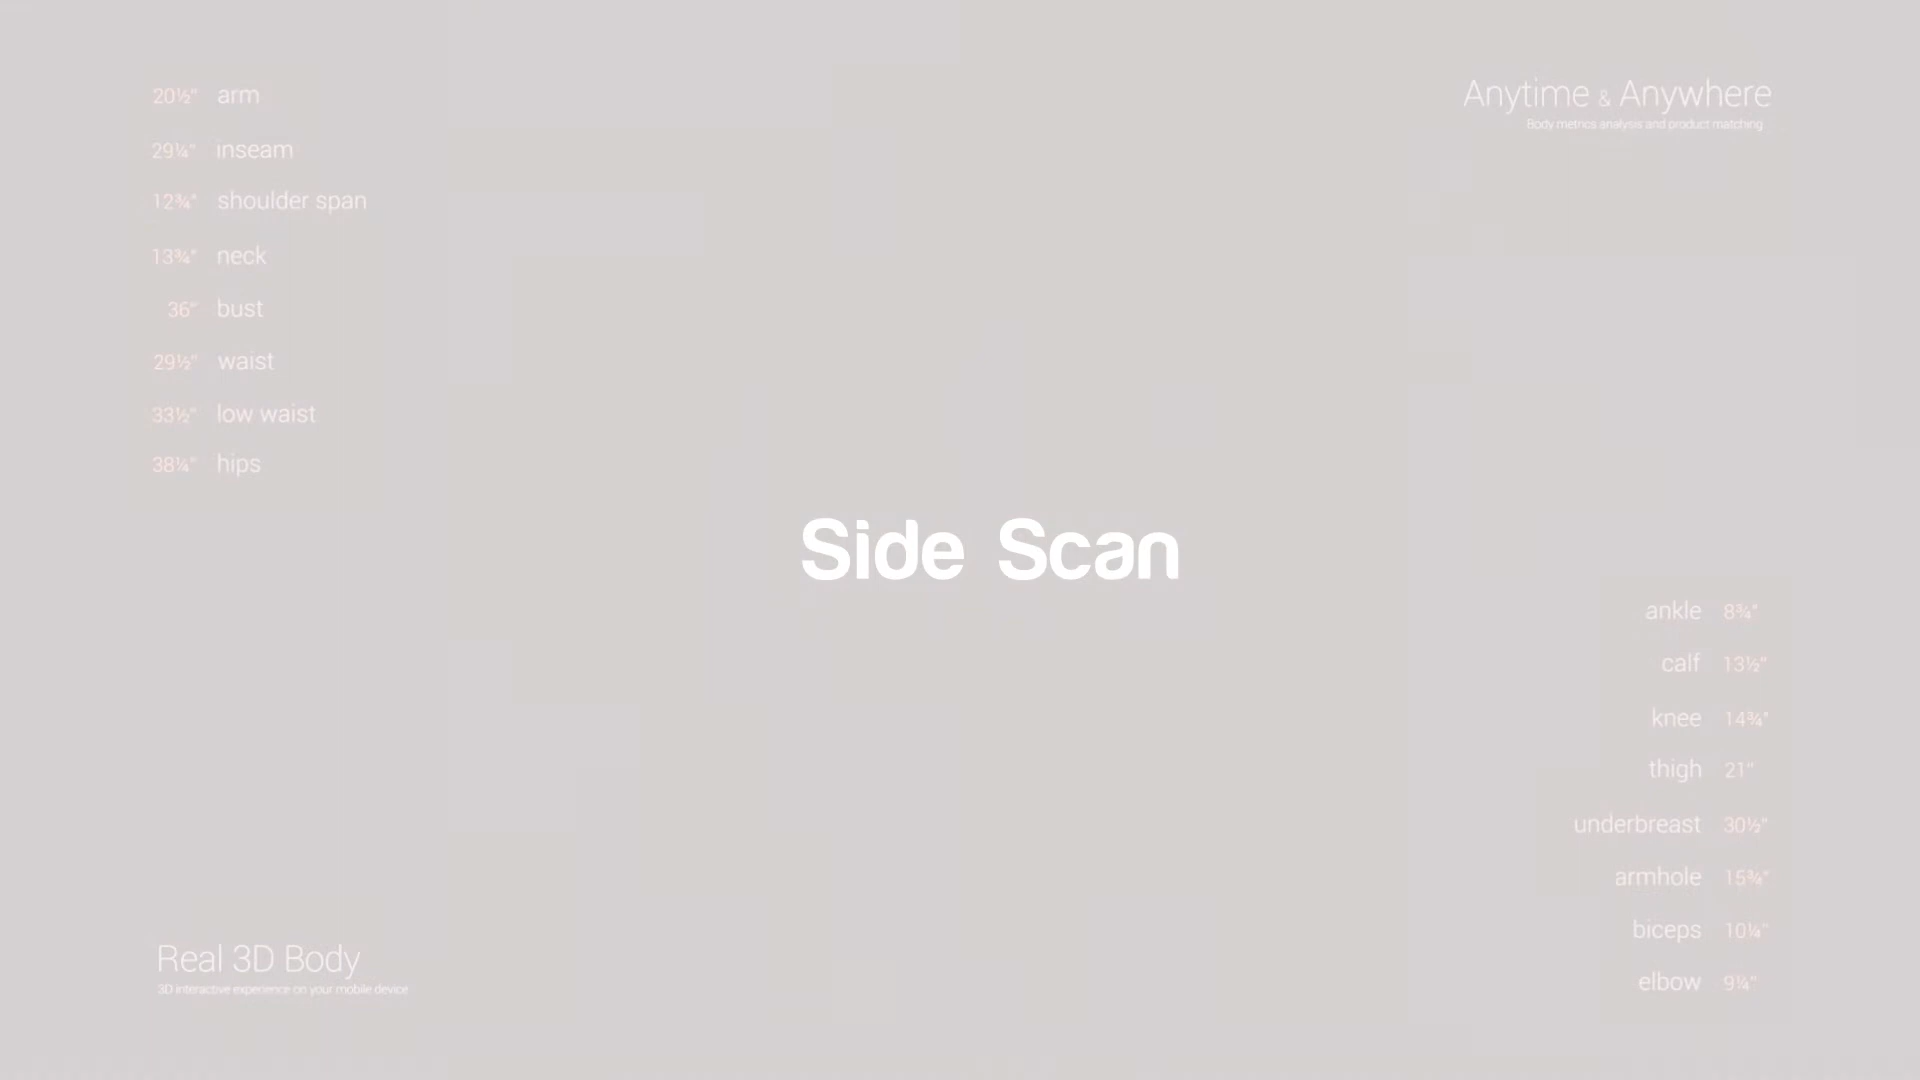 20½" arm
29¼" inseam
12¾" shoulder span
13¾" neck
36" bust
29½" waist
33½" low waist
38¼" hips
Anytime & Anywhere
Body metrics analysis and product matching
Side Scan
ankle 8¾"
calf 13½"
knee 14¾"
thigh 21"
underbreast 30½"
armhole 15¾"
biceps 10¼"
elbow 9¼"
Real 3D Body
3D interactive experience on your mobile device